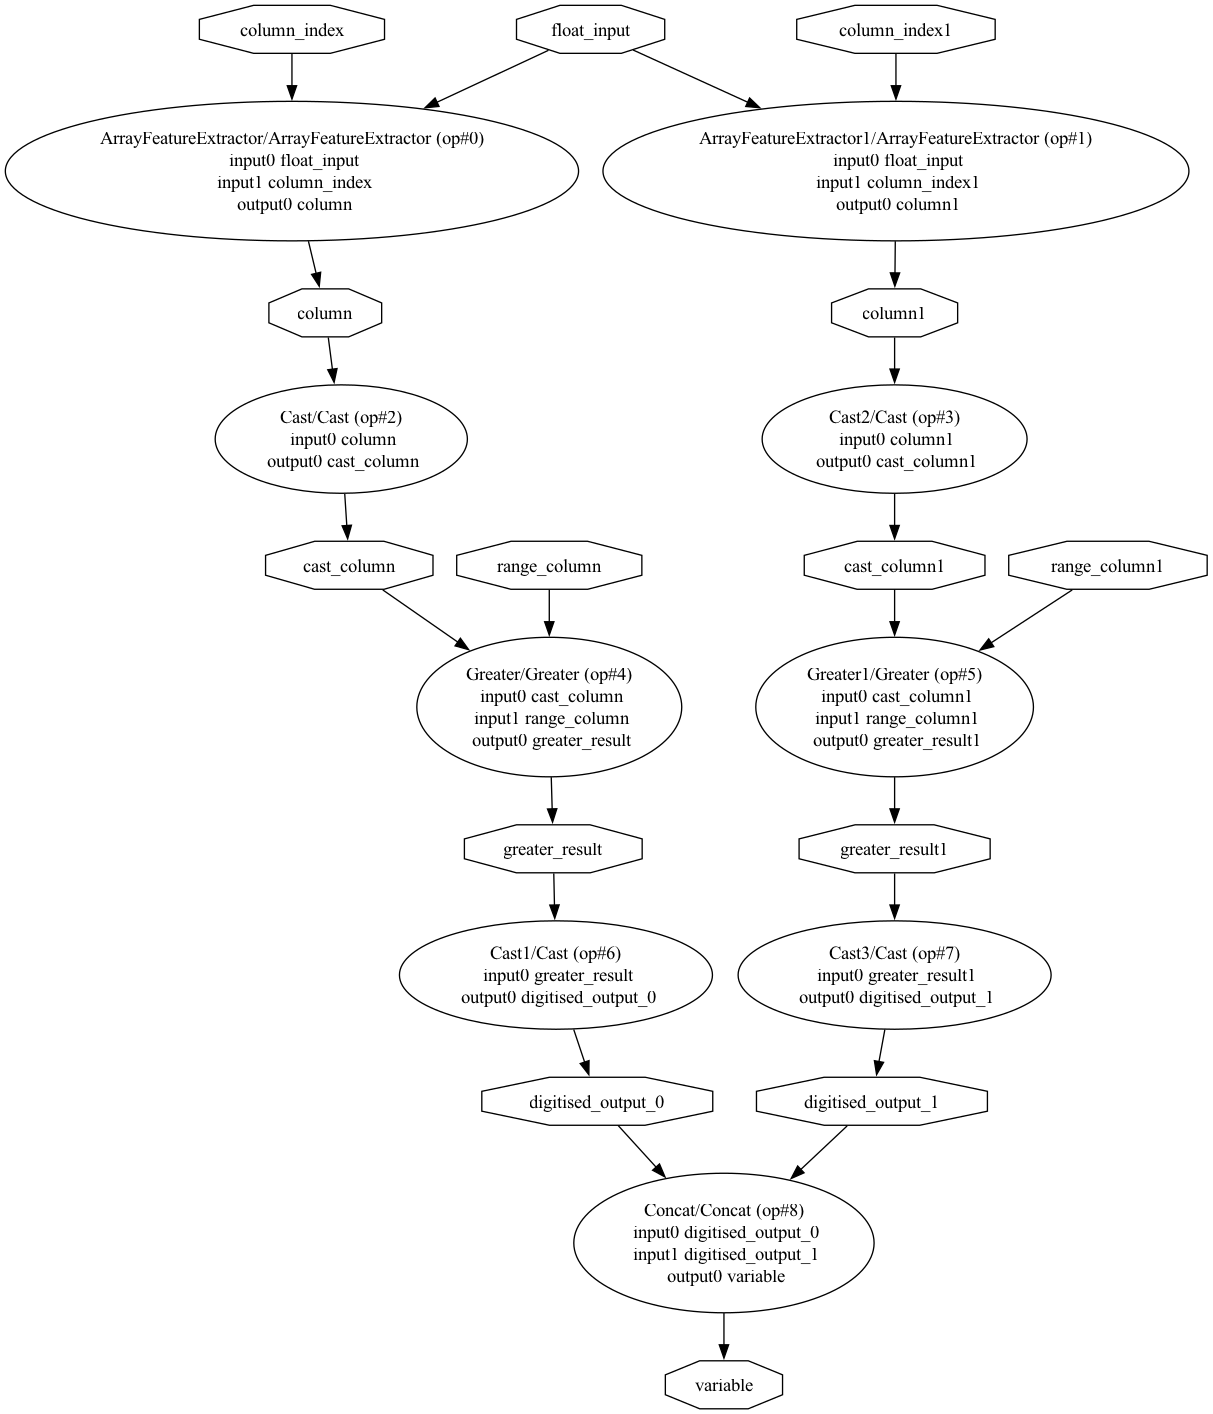 column_index
float_input
column_index1
ArrayFeatureExtractor/ArrayFeatureExtractor (op#0)
input0 float_input
input1 column_index
output0 column
ArrayFeatureExtractor1/ArrayFeatureExtractor (op#1)
input0 float_input
input1 column_index1
output0 column1
column
column1
Cast/Cast (op#2)
input0 column
output0 cast_column
Cast2/Cast (op#3)
input0 column1
output0 cast_column1
cast_column
range_column
cast_column1
range_column1
Greater/Greater (op#4)
input0 cast_column
input1 range_column
output0 greater_result
Greater1/Greater (op#5)
input0 cast_column1
input1 range_column1
output0 greater_result1
greater_result
greater_result1
Cast1/Cast (op#6)
input0 greater_result
output0 digitised_output_0
Cast3/Cast (op#7)
input0 greater_result1
output0 digitised_output_1
digitised_output_0
digitised_output_1
Concat/Concat (op#8)
input0 digitised_output_0
input1 digitised_output_1
output0 variable
variable